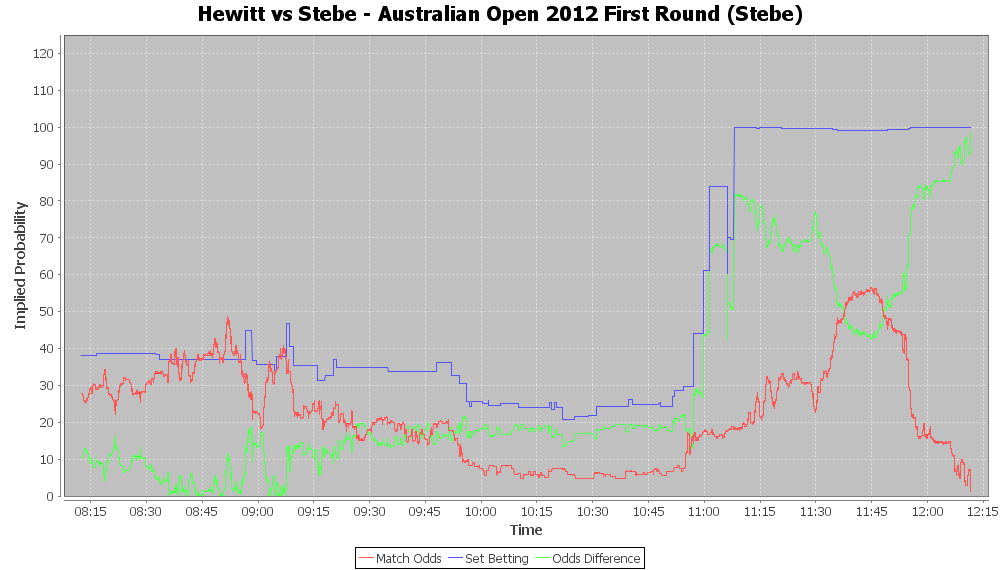 Hewitt vs Stebe - Australian Open 2012 First Round (Stebe)
120
110
100
90
80
70
60
50
40
30
20
10
0
Implied Probability
08:15 08:30 08:45 09:00 09:15 09:30 09:45 10:00 10:15 10:30 10:45 11:00 11:15 11:30 11:45 12:00 12:15
Time
Match Odds Set Betting Odds Difference